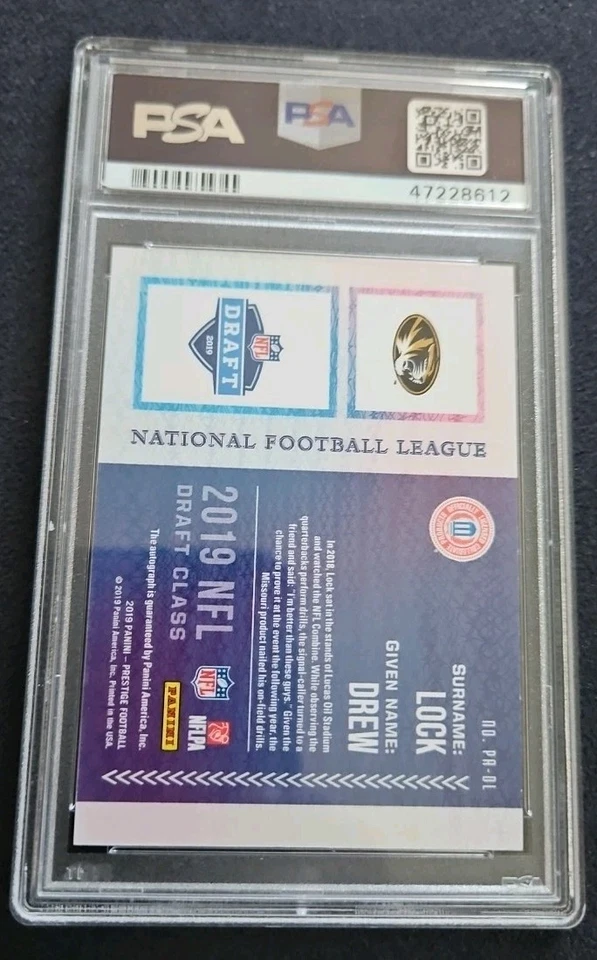 PSA
PSA
47228612
NFL
DRAFT
2019
NATIONAL FOOTBALL LEAGUE
NO. PA-DL
SURNAME:
LOCK
GIVEN NAME:
DREW
In 2018, Lock sat in the stands of Lucas Oil Stadium
and watched the NFL Combine. While observing the
quarterbacks perform drills, the signal-caller turned to a
friend and said: "I'm better than these guys." Given the
chance to prove it at the event the following year, the
Missouri product nailed his on-field drills.
2019 NFL
DRAFT CLASS
NFL
NFLPA
PANINI
The autograph is guaranteed by Panini America, Inc.
2019 PANINI – PRESTIGE FOOTBALL
© 2019 Panini America, Inc. Printed in the USA.